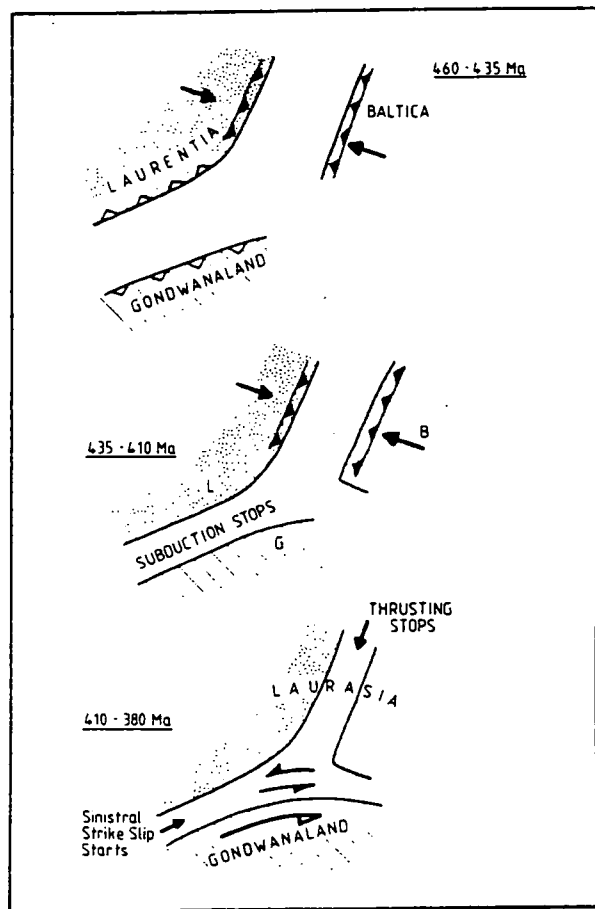 460 - 435 Ma
BALTICA
LAURENTIA
GONDWANALAND
435 - 410 Ma
B
L
SUBDUCTION STOPS
G
THRUSTING
STOPS
LAURASIA
410 - 380 Ma
Sinistral
Strike Slip
Starts
GONDWANALAND